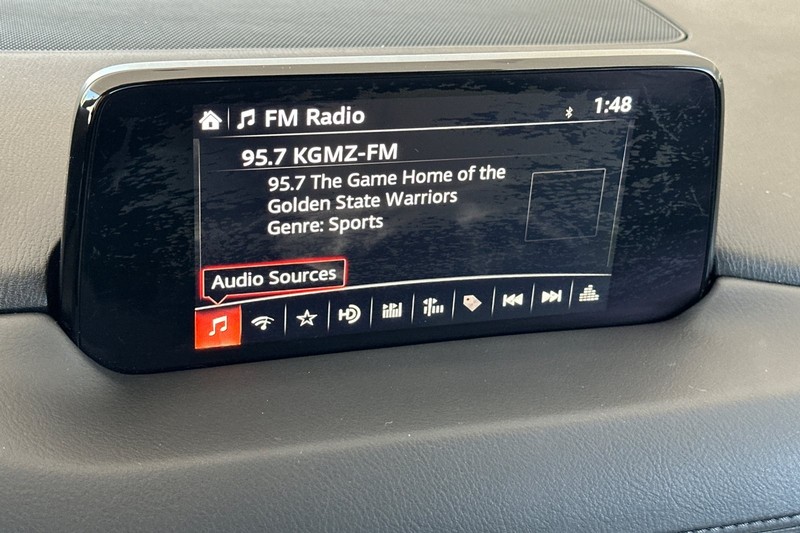 FM Radio
1:48
95.7 KGMZ-FM
95.7 The Game Home of the
Golden State Warriors
Genre: Sports
Audio Sources
HD